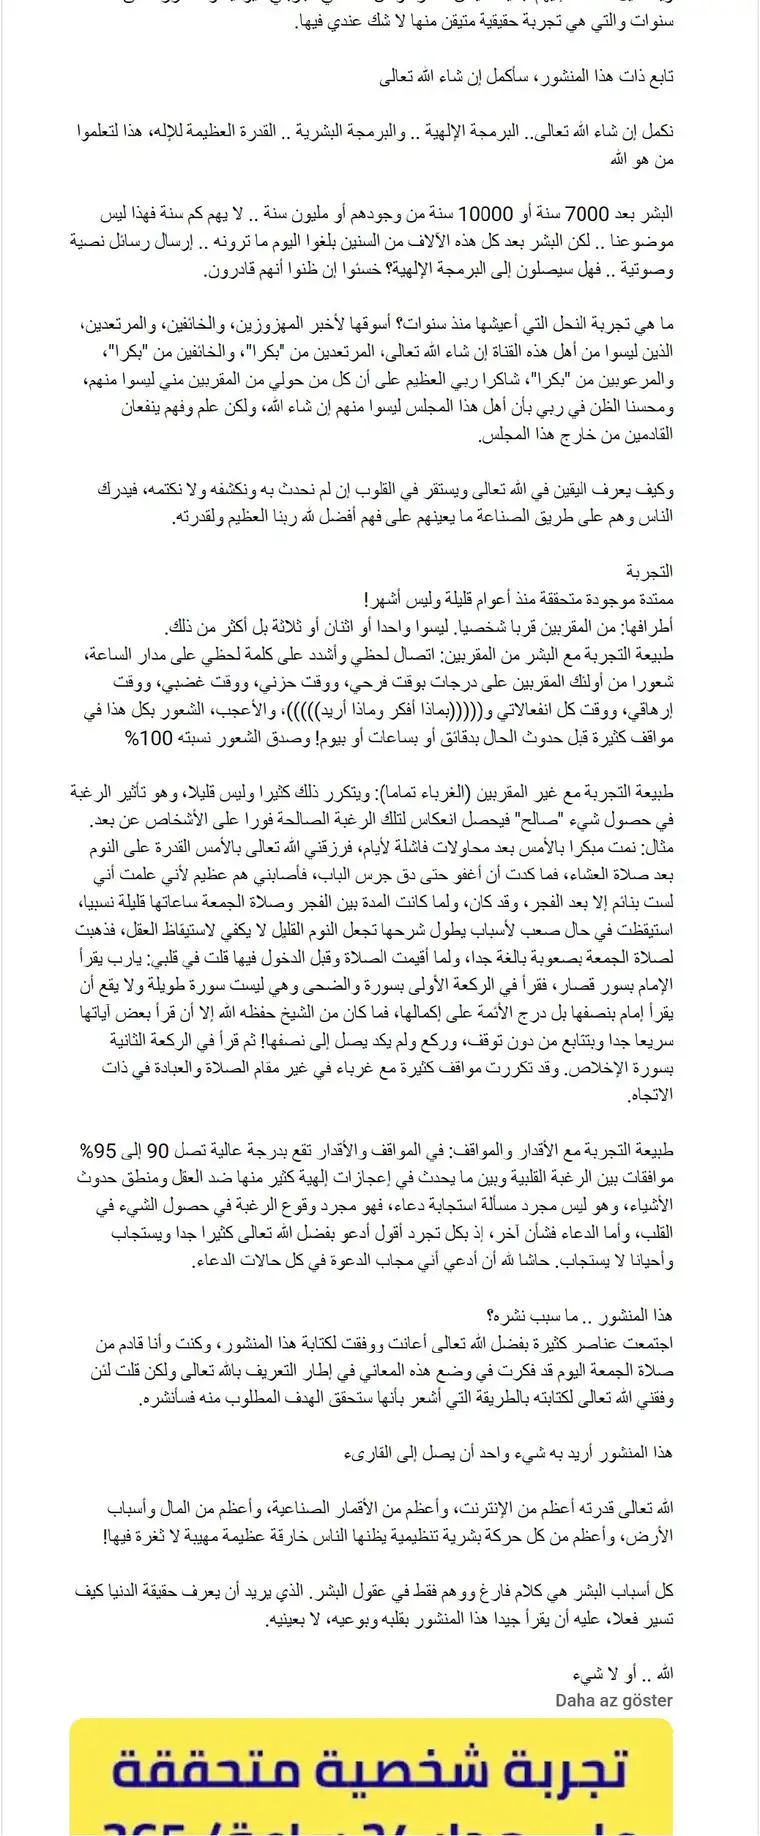 سنوات والتي هي تجربة حقيقية متيقن منها لا شك عندي فيها.
تابع ذات هذا المنشور، سأكمل إن شاء الله تعالى
نكمل إن شاء الله تعالى.. البرمجة الإلهية .. والبرمجة البشرية .. القدرة العظيمة للإله، هذا لتعلموا
من هو الله
البشر بعد 7000 سنة أو 10000 سنة من وجودهم أو مليون سنة .. لا يهم كم سنة فهذا ليس
موضوعنا .. لكن البشر بعد كل هذه الآلاف من السنين بلغوا اليوم ما ترونه .. إرسال رسائل نصية
وصوتية .. فهل سيصلون إلى البرمجة الإلهية؟ خسئوا إن ظنوا أنهم قادرون.
ما هي تجربة النحل التي أعيشها منذ سنوات؟ أسوقها لأخبر المهزوزين، والخائفين، والمرتعدين،
الذين ليسوا من أهل هذه القناة إن شاء الله تعالى، المرتعدين من "بكرا"، والخائفين من "بكرا"،
والمرعوبين من "بكرا"، شاكرا ربي العظيم على أن كل من حولي من المقربين مني ليسوا منهم،
ومحسنا الظن في ربي بأن أهل هذا المجلس ليسوا منهم إن شاء الله، ولكن علم وفهم ينفعان
القادمين من خارج هذا المجلس.
وكيف يعرف اليقين في الله تعالى ويستقر في القلوب إن لم نحدث به ونكشفه ولا نكتمه، فيدرك
الناس وهم على طريق الصناعة ما يعينهم على فهم أفضل لله ربنا العظيم ولقدرته.
التجربة
ممتدة موجودة متحققة منذ أعوام قليلة وليس أشهر!
أطرافها: من المقربين قربا شخصيا. ليسوا واحدا أو اثنان أو ثلاثة بل أكثر من ذلك.
طبيعة التجربة مع البشر من المقربين: اتصال لحظي وأشدد على كلمة لحظي على مدار الساعة،
شعورا من أولئك المقربين على درجات بوقت فرحي، ووقت حزني، ووقت غضبي، ووقت
إرهاقي، ووقت كل انفعالاتي و(((((بماذا أفكر وماذا أريد)))))، والأعجب، الشعور بكل هذا في
مواقف كثيرة قبل حدوث الحال بدقائق أو بساعات أو بيوم! وصدق الشعور نسبته 100%
طبيعة التجربة مع غير المقربين (الغرباء تماما): ويتكرر ذلك كثيرا وليس قليلا، وهو تأثير الرغبة
في حصول شيء "صالح" فيحصل انعكاس لتلك الرغبة الصالحة فورا على الأشخاص عن بعد.
مثال: نمت مبكرا بالأمس بعد محاولات فاشلة لأيام، فرزقني الله تعالى بالأمس القدرة على النوم
بعد صلاة العشاء، فما كدت أن أغفو حتى دق جرس الباب، فأصابني هم عظيم لأني علمت أني
لست بنائم إلا بعد الفجر، وقد كان، ولما كانت المدة بين الفجر وصلاة الجمعة ساعاتها قليلة نسبيا،
استيقظت في حال صعب لأسباب يطول شرحها تجعل النوم القليل لا يكفي لاستيقاظ العقل، فذهبت
لصلاة الجمعة بصعوبة بالغة جدا، ولما أقيمت الصلاة وقبل الدخول فيها قلت في قلبي: يارب يقرأ
الإمام بسور قصار، فقرأ في الركعة الأولى بسورة والضحى وهي ليست سورة طويلة ولا يقع أن
يقرأ إمام بنصفها بل درج الأئمة على إكمالها، فما كان من الشيخ حفظه الله إلا أن قرأ بعض آياتها
سريعا جدا وبتتابع من دون توقف، وركع ولم يكد يصل إلى نصفها! ثم قرأ في الركعة الثانية
بسورة الإخلاص. وقد تكررت مواقف كثيرة مع غرباء في غير مقام الصلاة والعبادة في ذات
الاتجاه.
طبيعة التجربة مع الأقدار والمواقف: في المواقف والأقدار تقع بدرجة عالية تصل 90 إلى 95%
موافقات بين الرغبة القلبية وبين ما يحدث في إعجازات إلهية كثير منها ضد العقل ومنطق حدوث
الأشياء، وهو ليس مجرد مسألة استجابة دعاء، فهو مجرد وقوع الرغبة في حصول الشيء في
القلب، وأما الدعاء فشأن آخر، إذ بكل تجرد أقول أدعو بفضل الله تعالى كثيرا جدا ويستجاب
وأحيانا لا يستجاب. حاشا لله أن أدعي أني مجاب الدعوة في كل حالات الدعاء.
هذا المنشور .. ما سبب نشره؟
اجتمعت عناصر كثيرة بفضل الله تعالى أعانت ووفقت لكتابة هذا المنشور، وكنت وأنا قادم من
صلاة الجمعة اليوم قد فكرت في وضع هذه المعاني في إطار التعريف بالله تعالى ولكن قلت لئن
وفقني الله تعالى لكتابته بالطريقة التي أشعر بأنها ستحقق الهدف المطلوب منه فسأنشره.
هذا المنشور أريد به شيء واحد أن يصل إلى القارىء
الله تعالى قدرته أعظم من الإنترنت، وأعظم من الأقمار الصناعية، وأعظم من المال وأسباب
الأرض، وأعظم من كل حركة بشرية تنظيمية يظنها الناس خارقة عظيمة مهيبة لا ثغرة فيها!
كل أسباب البشر هي كلام فارغ ووهم فقط في عقول البشر. الذي يريد أن يعرف حقيقة الدنيا كيف
تسير فعلا، عليه أن يقرأ جيدا هذا المنشور بقلبه وبوعيه، لا بعينيه.
الله .. أو لا شيء
Daha az göster
تجربة شخصية متحققة